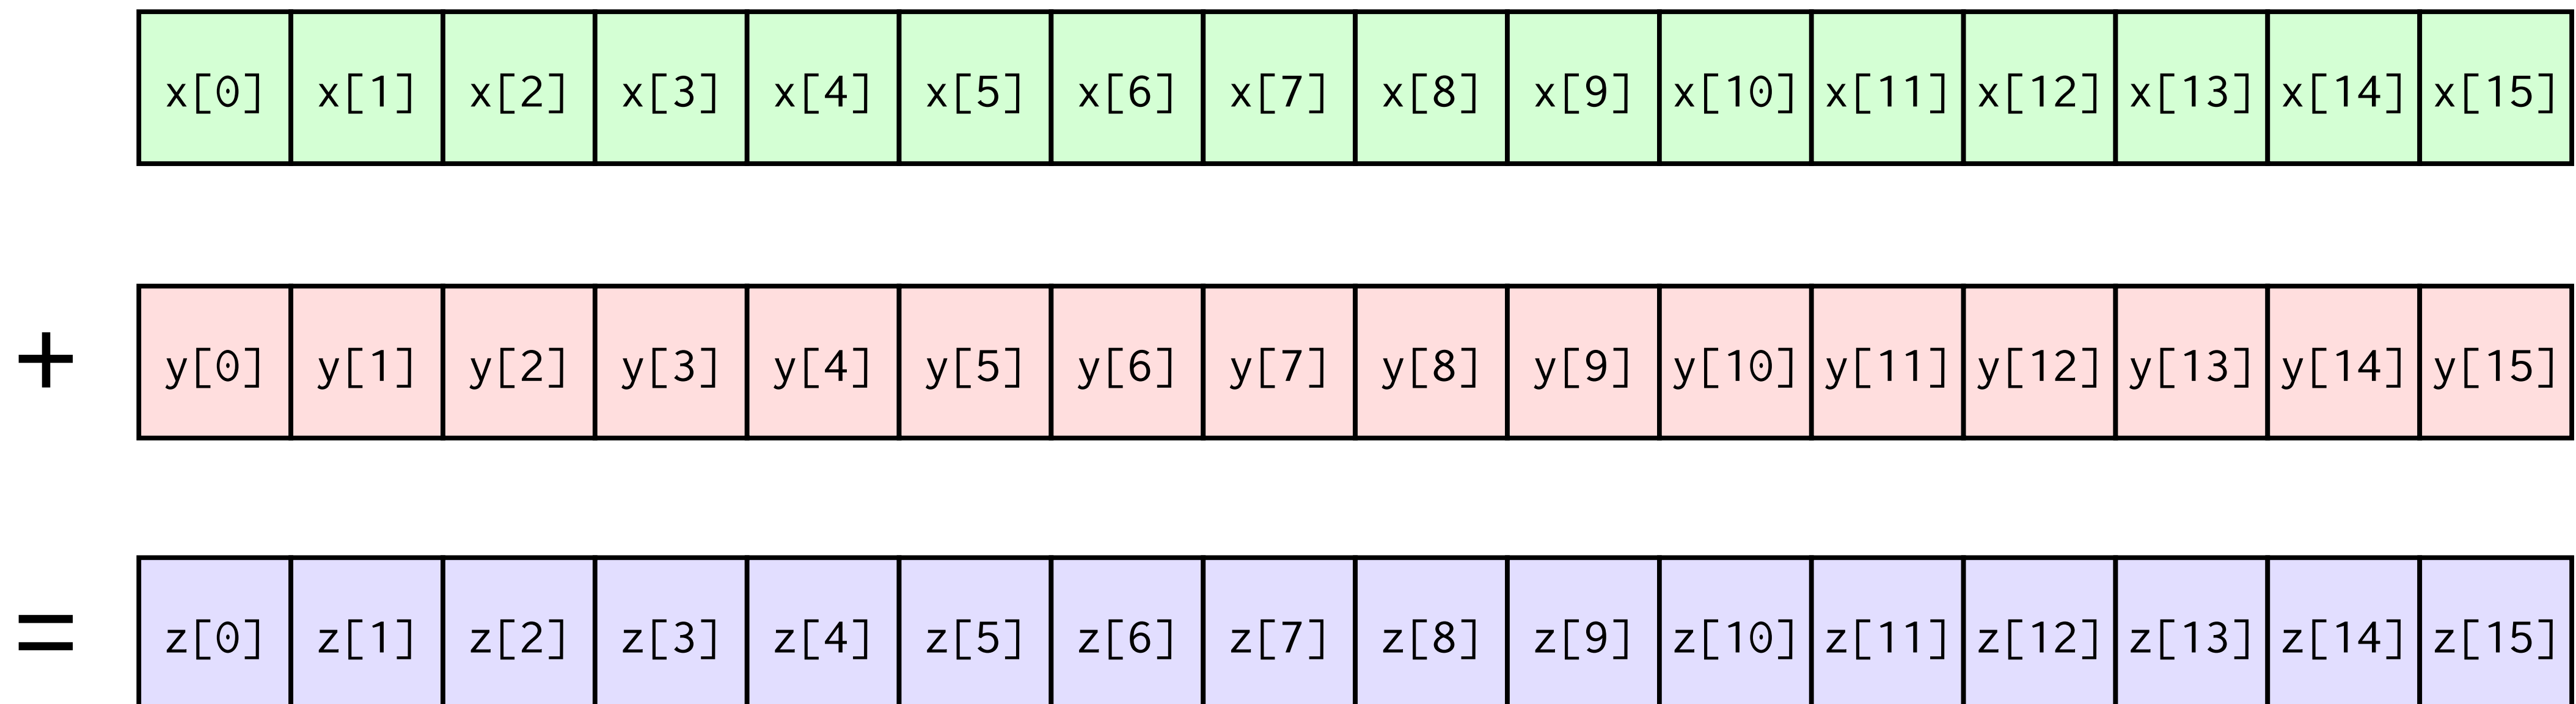 x[0] x[1] x[2] x[3] x[4] x[5] x[6] x[7] x[8] x[9] x[10] x[11] x[12] x[13] x[14] x[15]
+ y[0] y[1] y[2] y[3] y[4] y[5] y[6] y[7] y[8] y[9] y[10] y[11] y[12] y[13] y[14] y[15]
= z[0] z[1] z[2] z[3] z[4] z[5] z[6] z[7] z[8] z[9] z[10] z[11] z[12] z[13] z[14] z[15]